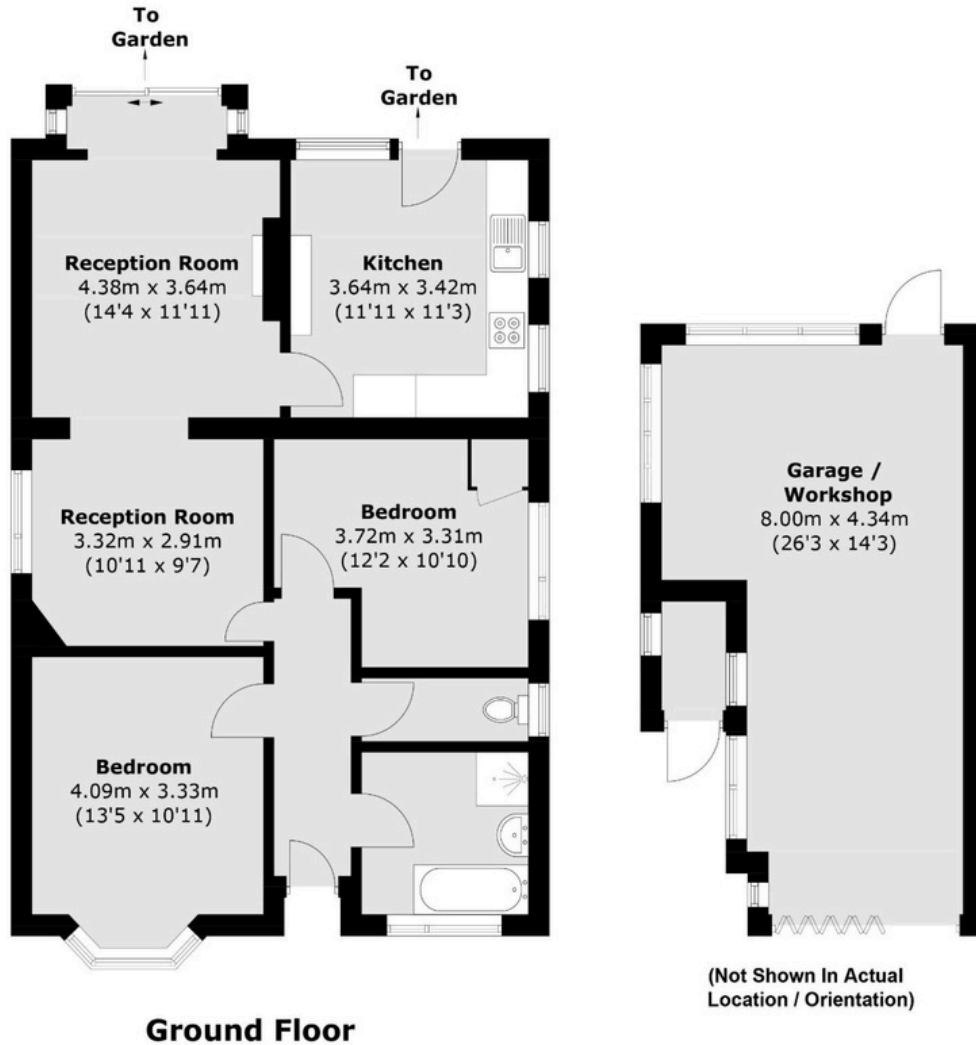 To
Garden
To
Garden
Reception Room
4.38m x 3.64m
(14'4 x 11'11)
Kitchen
3.64m x 3.42m
(11'11 x 11'3)
Reception Room
3.32m x 2.91m
(10'11 x 9'7)
Bedroom
3.72m x 3.31m
(12'2 x 10'10)
Bedroom
4.09m x 3.33m
(13'5 x 10'11)
Garage /
Workshop
8.00m x 4.34m
(26'3 x 14'3)
(Not Shown In Actual
Location / Orientation)
Ground Floor